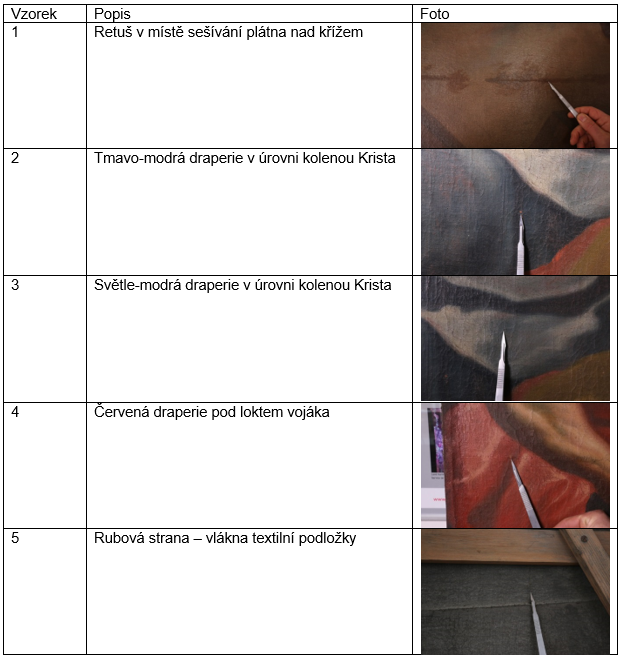 Vzorek Popis Foto
1 Retuš v místě sešívání plátna nad křížem
2 Tmavo-modrá draperie v úrovni kolenou Krista
3 Světle-modrá draperie v úrovni kolenou Krista
4 Červená draperie pod loktem vojáka
5 Rubová strana – vlákna textilní podložky